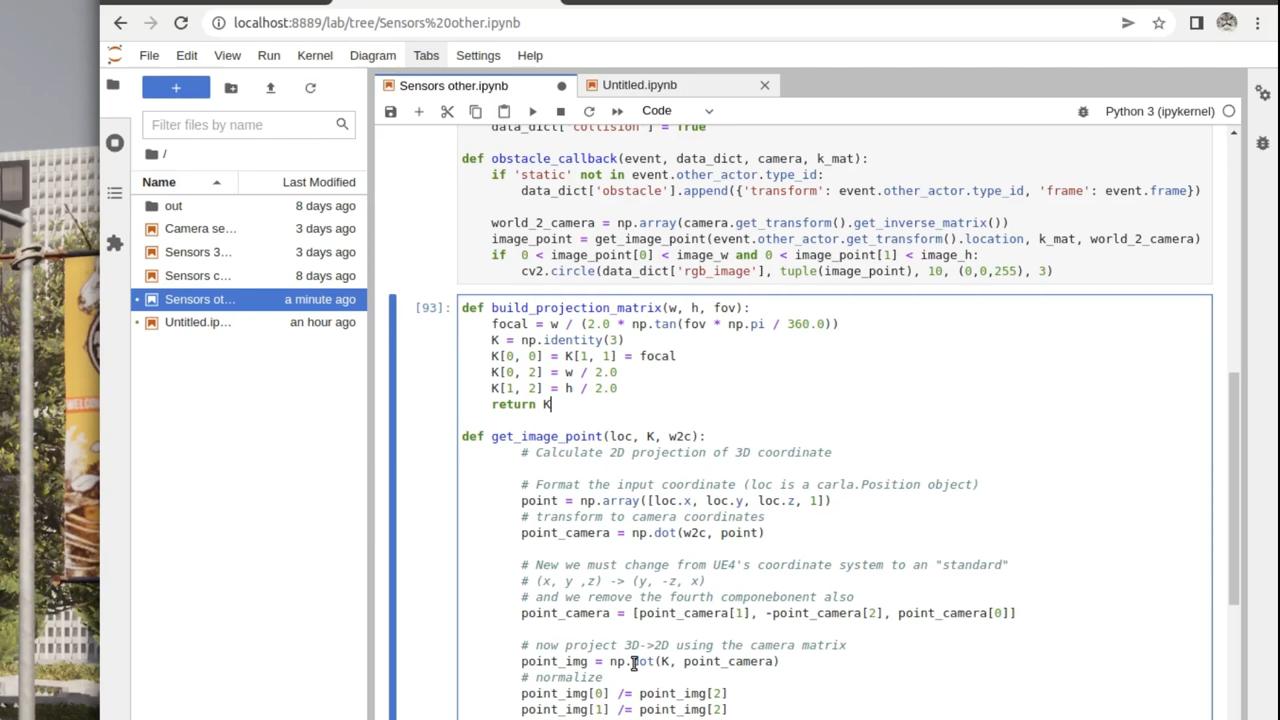 localhost:8889/lab/tree/Sensors%20other.ipynb
File Edit View Run Kernel Diagram Tabs Settings Help
+
Filter files by name
/
Name Last Modified
out 8 days ago
Camera se... 3 days ago
Sensors 3... 3 days ago
Sensors c... 8 days ago
Sensors ot... a minute ago
Untitled.ip... an hour ago
WELCO
Sensors other.ipynb Untitled.ipynb
Code Python 3 (ipykernel)
data_dict['collision'] = True
def obstacle_callback(event, data_dict, camera, k_mat):
if 'static' not in event.other_actor.type_id:
data_dict['obstacle'].append({'transform': event.other_actor.type_id, 'frame': event.frame})
world_2_camera = np.array(camera.get_transform().get_inverse_matrix())
image_point = get_image_point(event.other_actor.get_transform().location, k_mat, world_2_camera)
if 0 < image_point[0] < image_w and 0 < image_point[1] < image_h:
cv2.circle(data_dict['rgb_image'], tuple(image_point), 10, (0,0,255), 3)
[93]:
def build_projection_matrix(w, h, fov):
focal = w / (2.0 * np.tan(fov * np.pi / 360.0))
K = np.identity(3)
K[0, 0] = K[1, 1] = focal
K[0, 2] = w / 2.0
K[1, 2] = h / 2.0
return K
def get_image_point(loc, K, w2c):
# Calculate 2D projection of 3D coordinate
# Format the input coordinate (loc is a carla.Position object)
point = np.array([loc.x, loc.y, loc.z, 1])
# transform to camera coordinates
point_camera = np.dot(w2c, point)
# New we must change from UE4's coordinate system to an "standard"
# (x, y ,z) -> (y, -z, x)
# and we remove the fourth componebonent also
point_camera = [point_camera[1], -point_camera[2], point_camera[0]]
# now project 3D->2D using the camera matrix
point_img = np.dot(K, point_camera)
# normalize
point_img[0] /= point_img[2]
point_img[1] /= point_img[2]